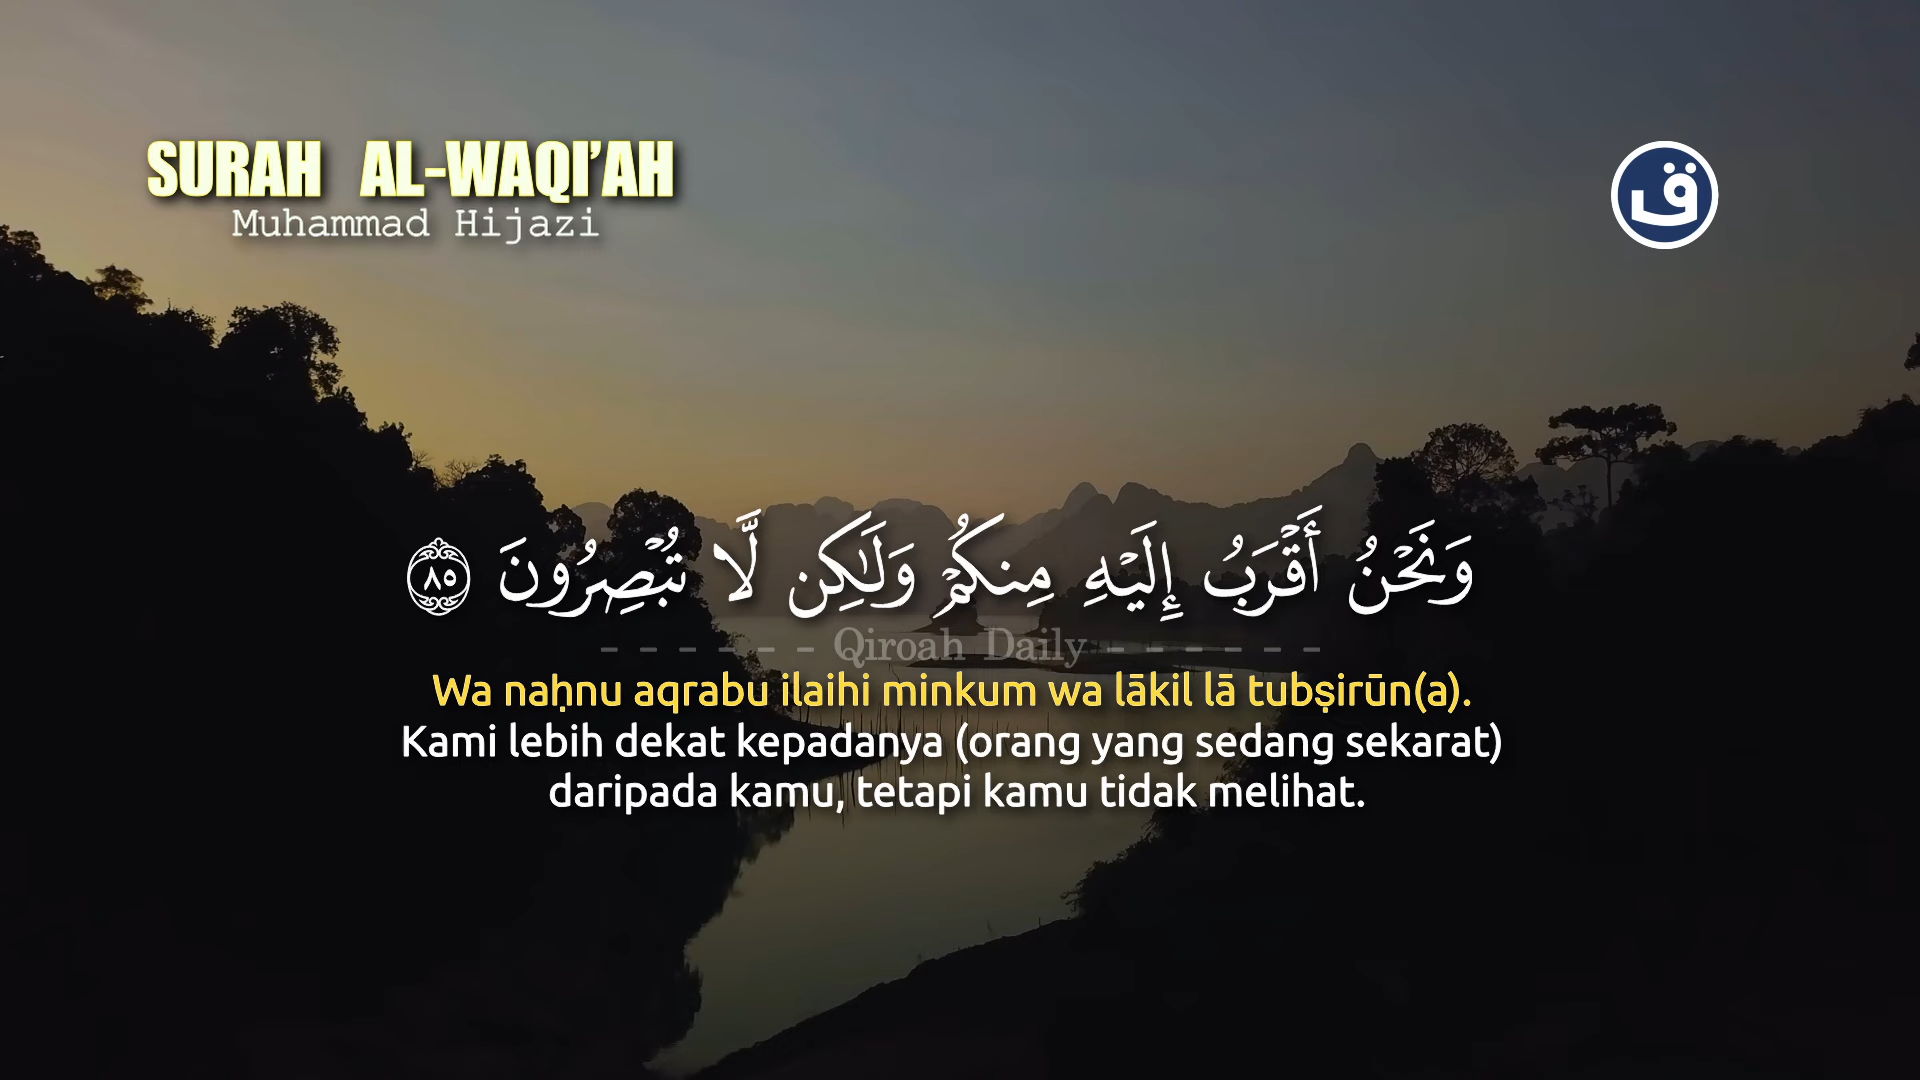 SURAH AL-WAQI’AH
Muhammad Hijazi
ق
وَنَحْنُ أَقْرَبُ إِلَيْهِ مِنكُمْ وَلَٰكِن لَّا تُبْصِرُونَ ٨٥
- - - - - - Qiroah Daily - - - - - -
Wa naḥnu aqrabu ilaihi minkum wa lākil lā tubṣirūn(a).
Kami lebih dekat kepadanya (orang yang sedang sekarat)
daripada kamu, tetapi kamu tidak melihat.